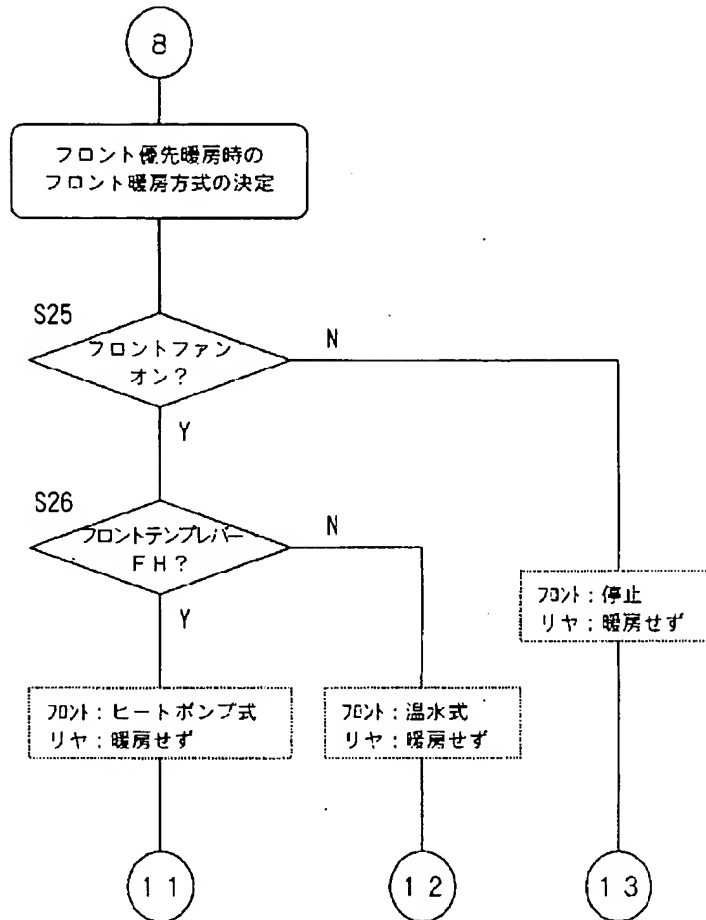 8
フロント優先暖房時の
フロント暖房方式の決定
S25
フロントファン
オン?
N
Y
S26
フロントテンプレバー
FH?
N
Y
フロント:停止
リヤ:暖房せず
フロント:ヒートポンプ式
リヤ:暖房せず
フロント:温水式
リヤ:暖房せず
11
12
13